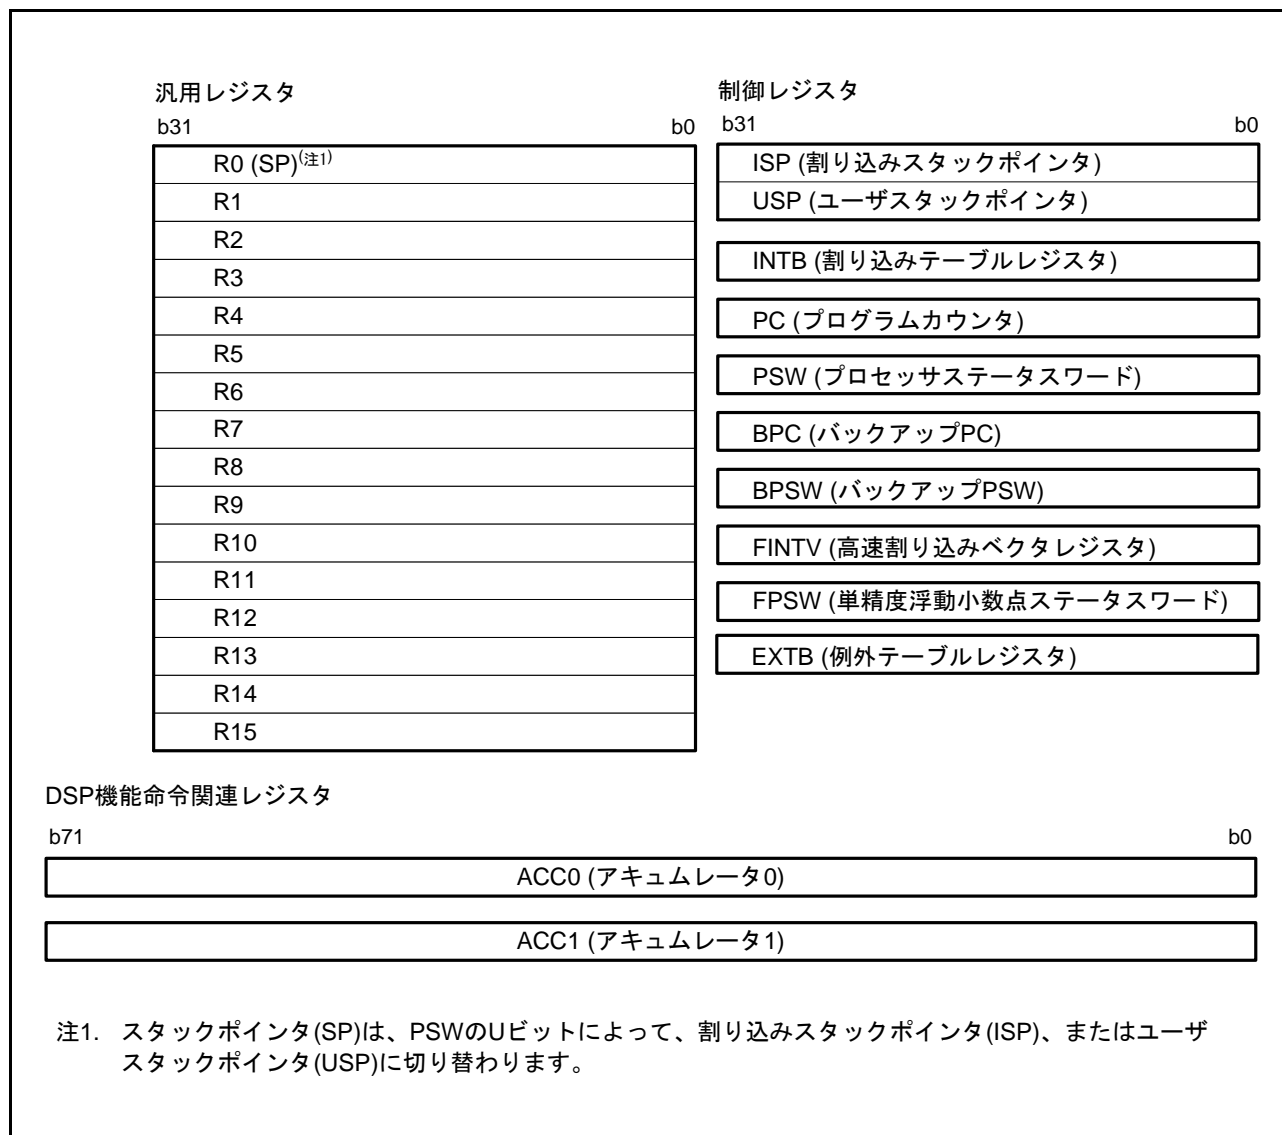 汎用レジスタ
b31 b0
R0 (SP)(注1)
R1
R2
R3
R4
R5
R6
R7
R8
R9
R10
R11
R12
R13
R14
R15
制御レジスタ
b31 b0
ISP (割り込みスタックポインタ)
USP (ユーザスタックポインタ)
INTB (割り込みテーブルレジスタ)
PC (プログラムカウンタ)
PSW (プロセッサステータスワード)
BPC (バックアップPC)
BPSW (バックアップPSW)
FINTV (高速割り込みベクタレジスタ)
FPSW (単精度浮動小数点ステータスワード)
EXTB (例外テーブルレジスタ)
DSP機能命令関連レジスタ
b71 b0
ACC0 (アキュムレータ0)
ACC1 (アキュムレータ1)
注1. スタックポインタ(SP)は、PSWのUビットによって、割り込みスタックポインタ(ISP)、またはユーザ
スタックポインタ(USP)に切り替わります。